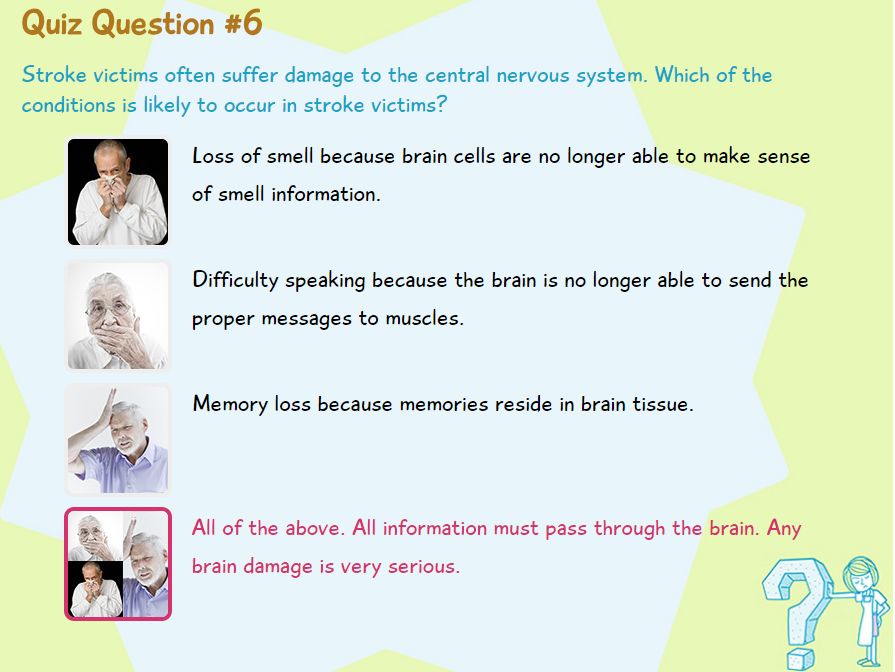 Quiz Question #6
Stroke victims often suffer damage to the central nervous system. Which of the
conditions is likely to occur in stroke victims?
Loss of smell because brain cells are no longer able to make sense
of smell information.
Difficulty speaking because the brain is no longer able to send the
proper messages to muscles.
Memory loss because memories reside in brain tissue.
All of the above. All information must pass through the brain. Any
brain damage is very serious.